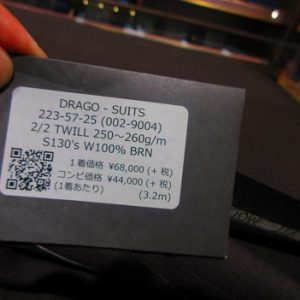 DRAGO - SUITS
223-57-25 (002-9004)
2/2 TWILL 250～260g/m
S130's W100% BRN
1着価格 ¥68,000 (+ 税)
コンビ価格 ¥44,000 (+ 税)
(1着あたり) (3.2m)